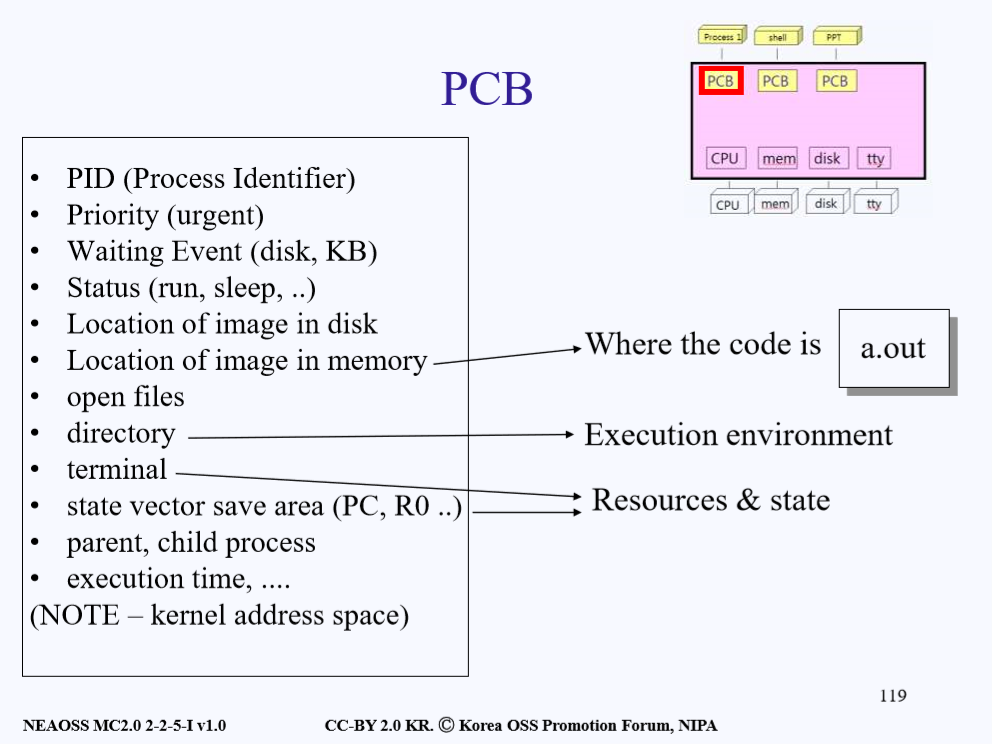 Process 1 shell PPT
PCB PCB PCB
CPU mem disk tty
CPU mem disk tty
PCB
• PID (Process Identifier)
• Priority (urgent)
• Waiting Event (disk, KB)
• Status (run, sleep, ..)
• Location of image in disk
• Location of image in memory
• open files
• directory
• terminal
• state vector save area (PC, R0 ..)
• parent, child process
• execution time, ....
(NOTE – kernel address space)
Where the code is
a.out
Execution environment
Resources & state
119
NEAOSS MC2.0 2-2-5-I v1.0 CC-BY 2.0 KR. Ⓒ Korea OSS Promotion Forum, NIPA